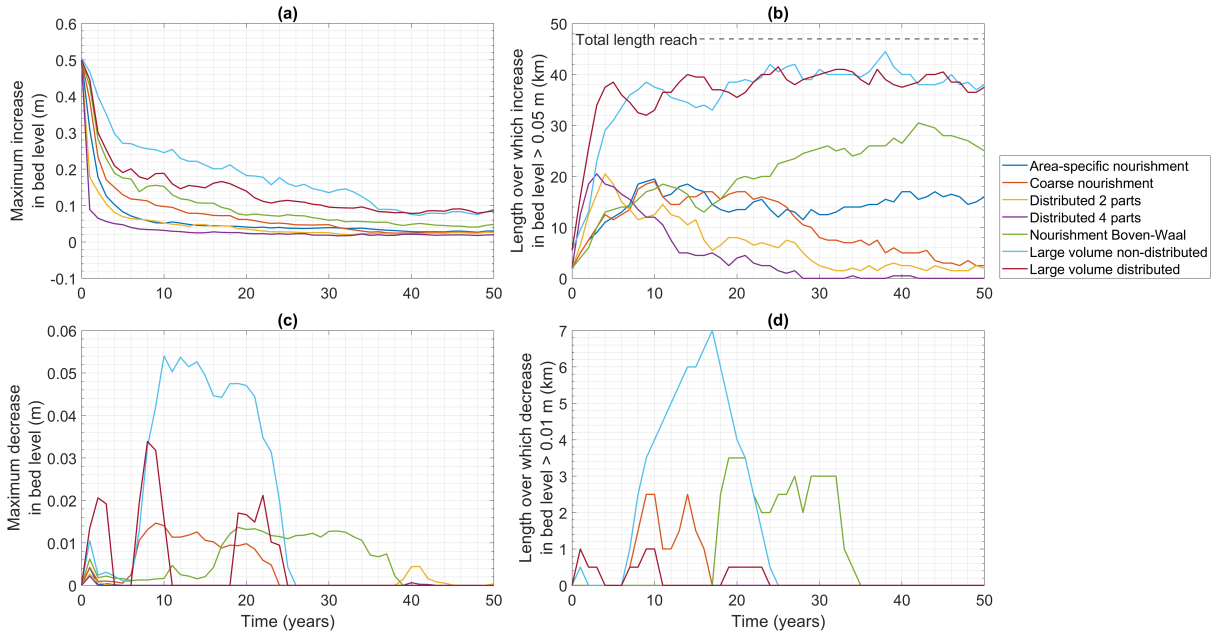 (a)
0.6
0.5
0.4
0.3
0.2
0.1
0
-0.1
Maximum increase
in bed level (m)
0 10 20 30 40 50
(b)
50
40
30
20
10
0
Length over which increase
in bed level > 0.05 m (km)
Total length reach
0 10 20 30 40 50
Area-specific nourishment
Coarse nourishment
Distributed 2 parts
Distributed 4 parts
Nourishment Boven-Waal
Large volume non-distributed
Large volume distributed
(c)
0.06
0.05
0.04
0.03
0.02
0.01
0
Maximum decrease
in bed level (m)
0 10 20 30 40 50
Time (years)
(d)
7
6
5
4
3
2
1
0
Length over which decrease
in bed level > 0.01 m (km)
0 10 20 30 40 50
Time (years)